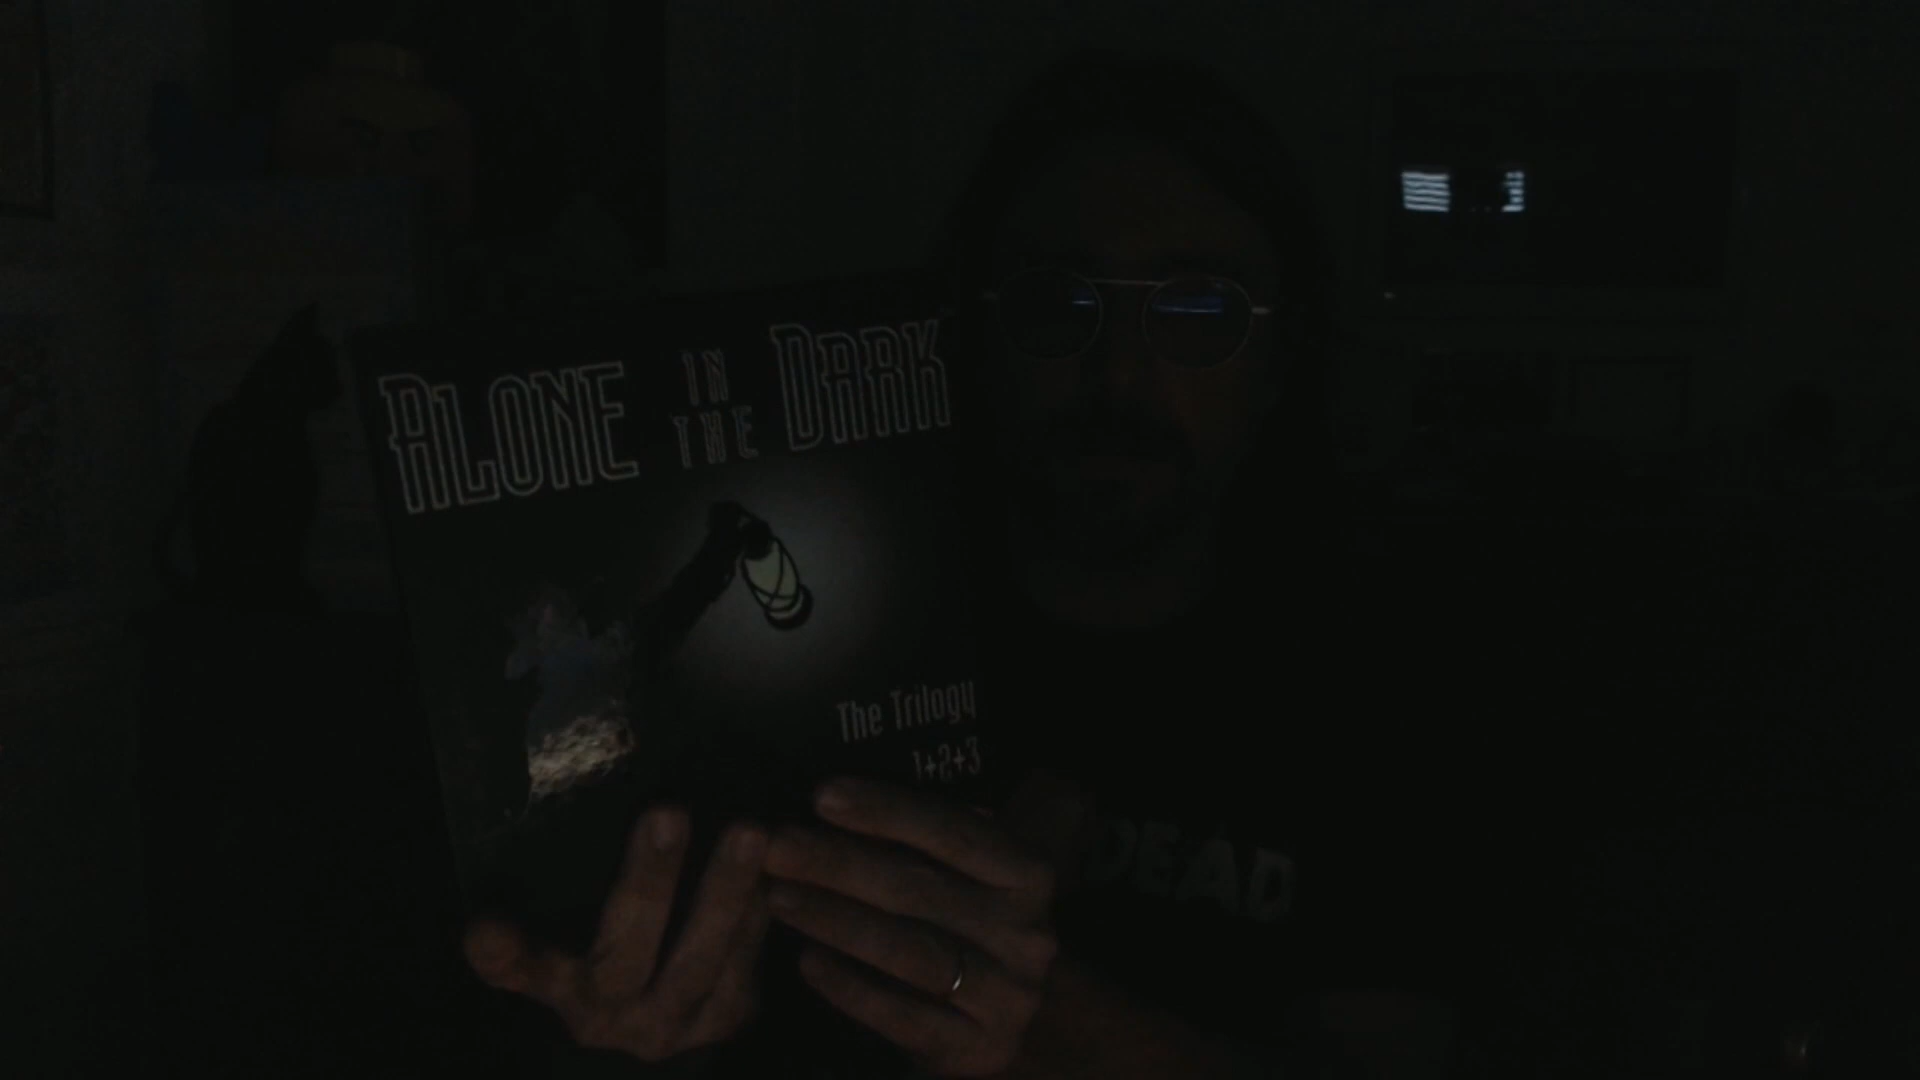 ALONE IN THE DARK
The Trilogy
1+2+3
DEAD